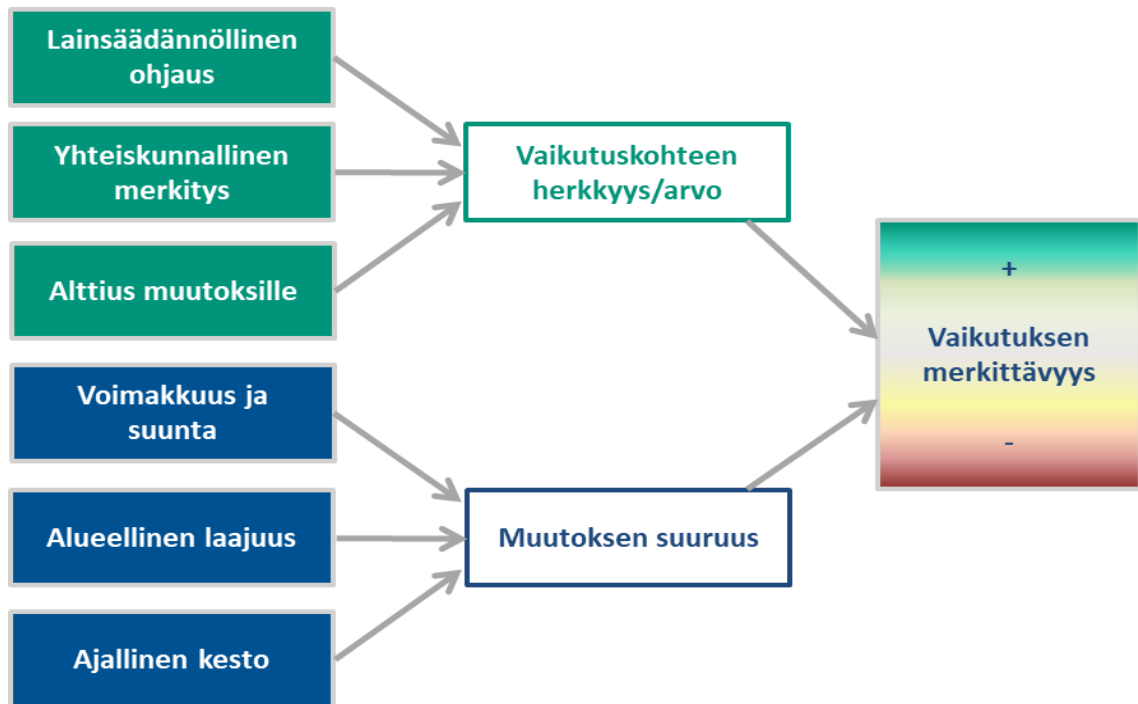 Lainsäädännöllinen
ohjaus
Yhteiskunnallinen
merkitys
Alttius muutoksille
Voimakkuus ja
suunta
Alueellinen laajuus
Ajallinen kesto
Vaikutuskohteen
herkkyys/arvo
Muutoksen suuruus
+
Vaikutuksen
merkittävyys
-